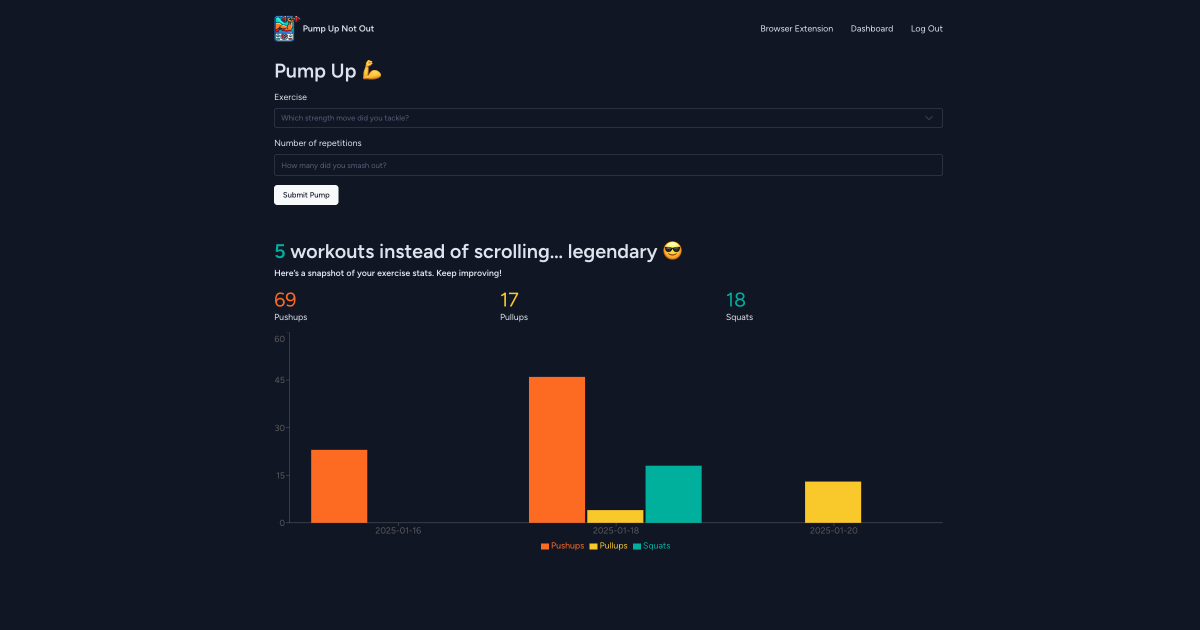 Pump Up Not Out
Browser Extension Dashboard Log Out
Pump Up 💪
Exercise
Which strength move did you tackle?
Number of repetitions
How many did you smash out?
Submit Pump
5 workouts instead of scrolling... legendary 😎
Here's a snapshot of your exercise stats. Keep improving!
69 17 18
Pushups Pullups Squats
60
45
30
15
0
2025-01-16 2025-01-18 2025-01-20
Pushups Pullups Squats